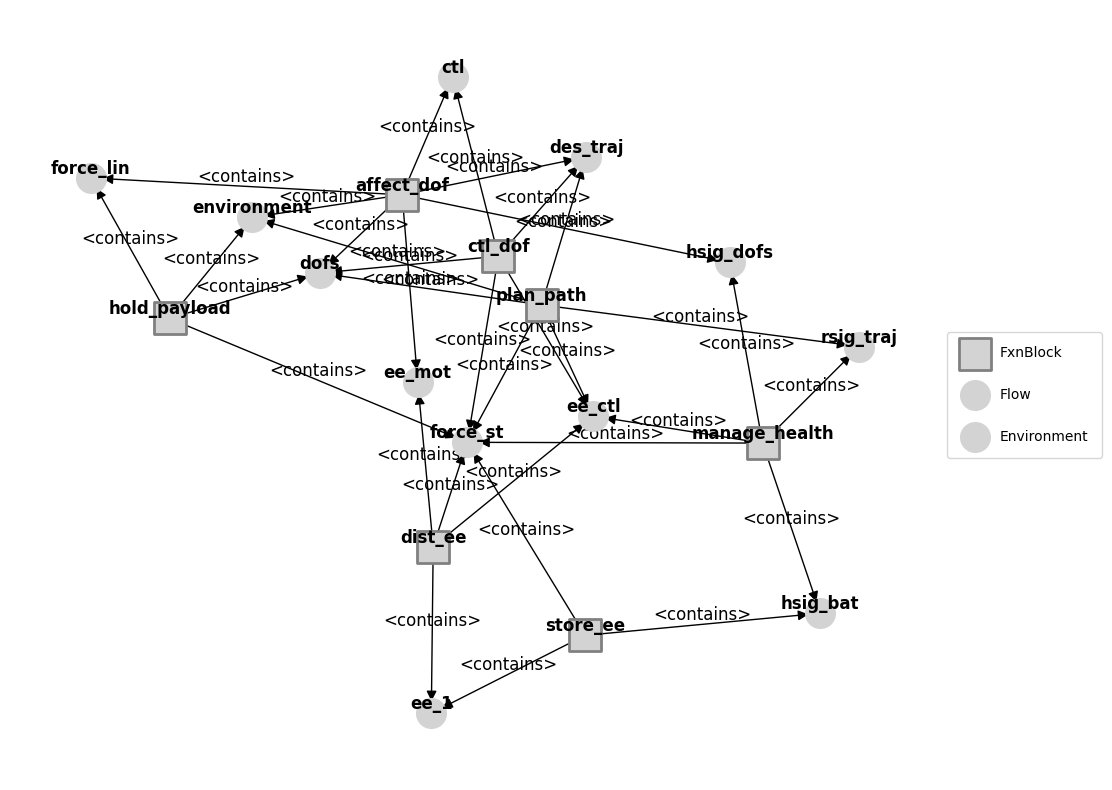 ctl
<contains>
des_traj
<contains>
<contains>
force_lin
<contains>
affect_dof
<contains>
<contains>
environment
<contains>
<contains>
<contains>
<contains>
ctl_dof
<contains>
hsig_dofs
<contains>
<contains>
dofs
<contains>
<contains>
<contains>
plan_path
hold_payload
<contains>
<contains>
rsig_traj
<contains>
<contains>
<contains>
FxnBlock
<contains>
<contains>
ee_mot
<contains>
Flow
ee_ctl
<contains>
force_st
<contains>
manage_health
Environment
<contains>
<contains>
<contains>
<contains>
<contains>
dist_ee
hsig_bat
<contains>
<contains>
store_ee
<contains>
ee_1